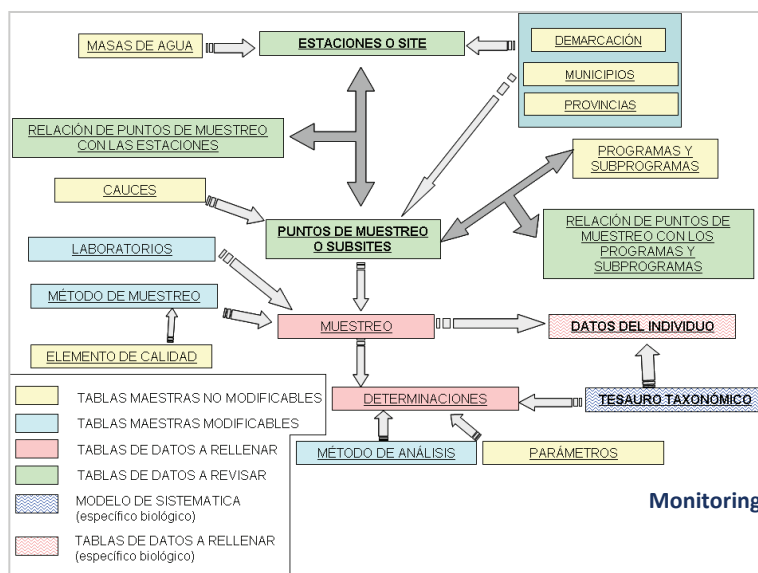 MASAS DE AGUA
ESTACIONES O SITE
DEMARCACIÓN
MUNICIPIOS
PROVINCIAS
RELACIÓN DE PUNTOS DE MUESTREO
CON LAS ESTACIONES
PROGRAMAS Y
SUBPROGRAMAS
CAUCES
PUNTOS DE MUESTREO
O SUBSITES
RELACIÓN DE PUNTOS DE
MUESTREO CON LOS
PROGRAMAS Y
SUBPROGRAMAS
LABORATORIOS
MÉTODO DE MUESTREO
MUESTREO
DATOS DEL INDIVIDUO
ELEMENTO DE CALIDAD
DETERMINACIONES
TESAURO TAXONÓMICO
MÉTODO DE ANÁLISIS
PARÁMETROS
TABLAS MAESTRAS NO MODIFICABLES
TABLAS MAESTRAS MODIFICABLES
TABLAS DE DATOS A RELLENAR
TABLAS DE DATOS A REVISAR
MODELO DE SISTEMATICA
(específico biológico)
TABLAS DE DATOS A RELLENAR
(específico biológico)
Monitoring